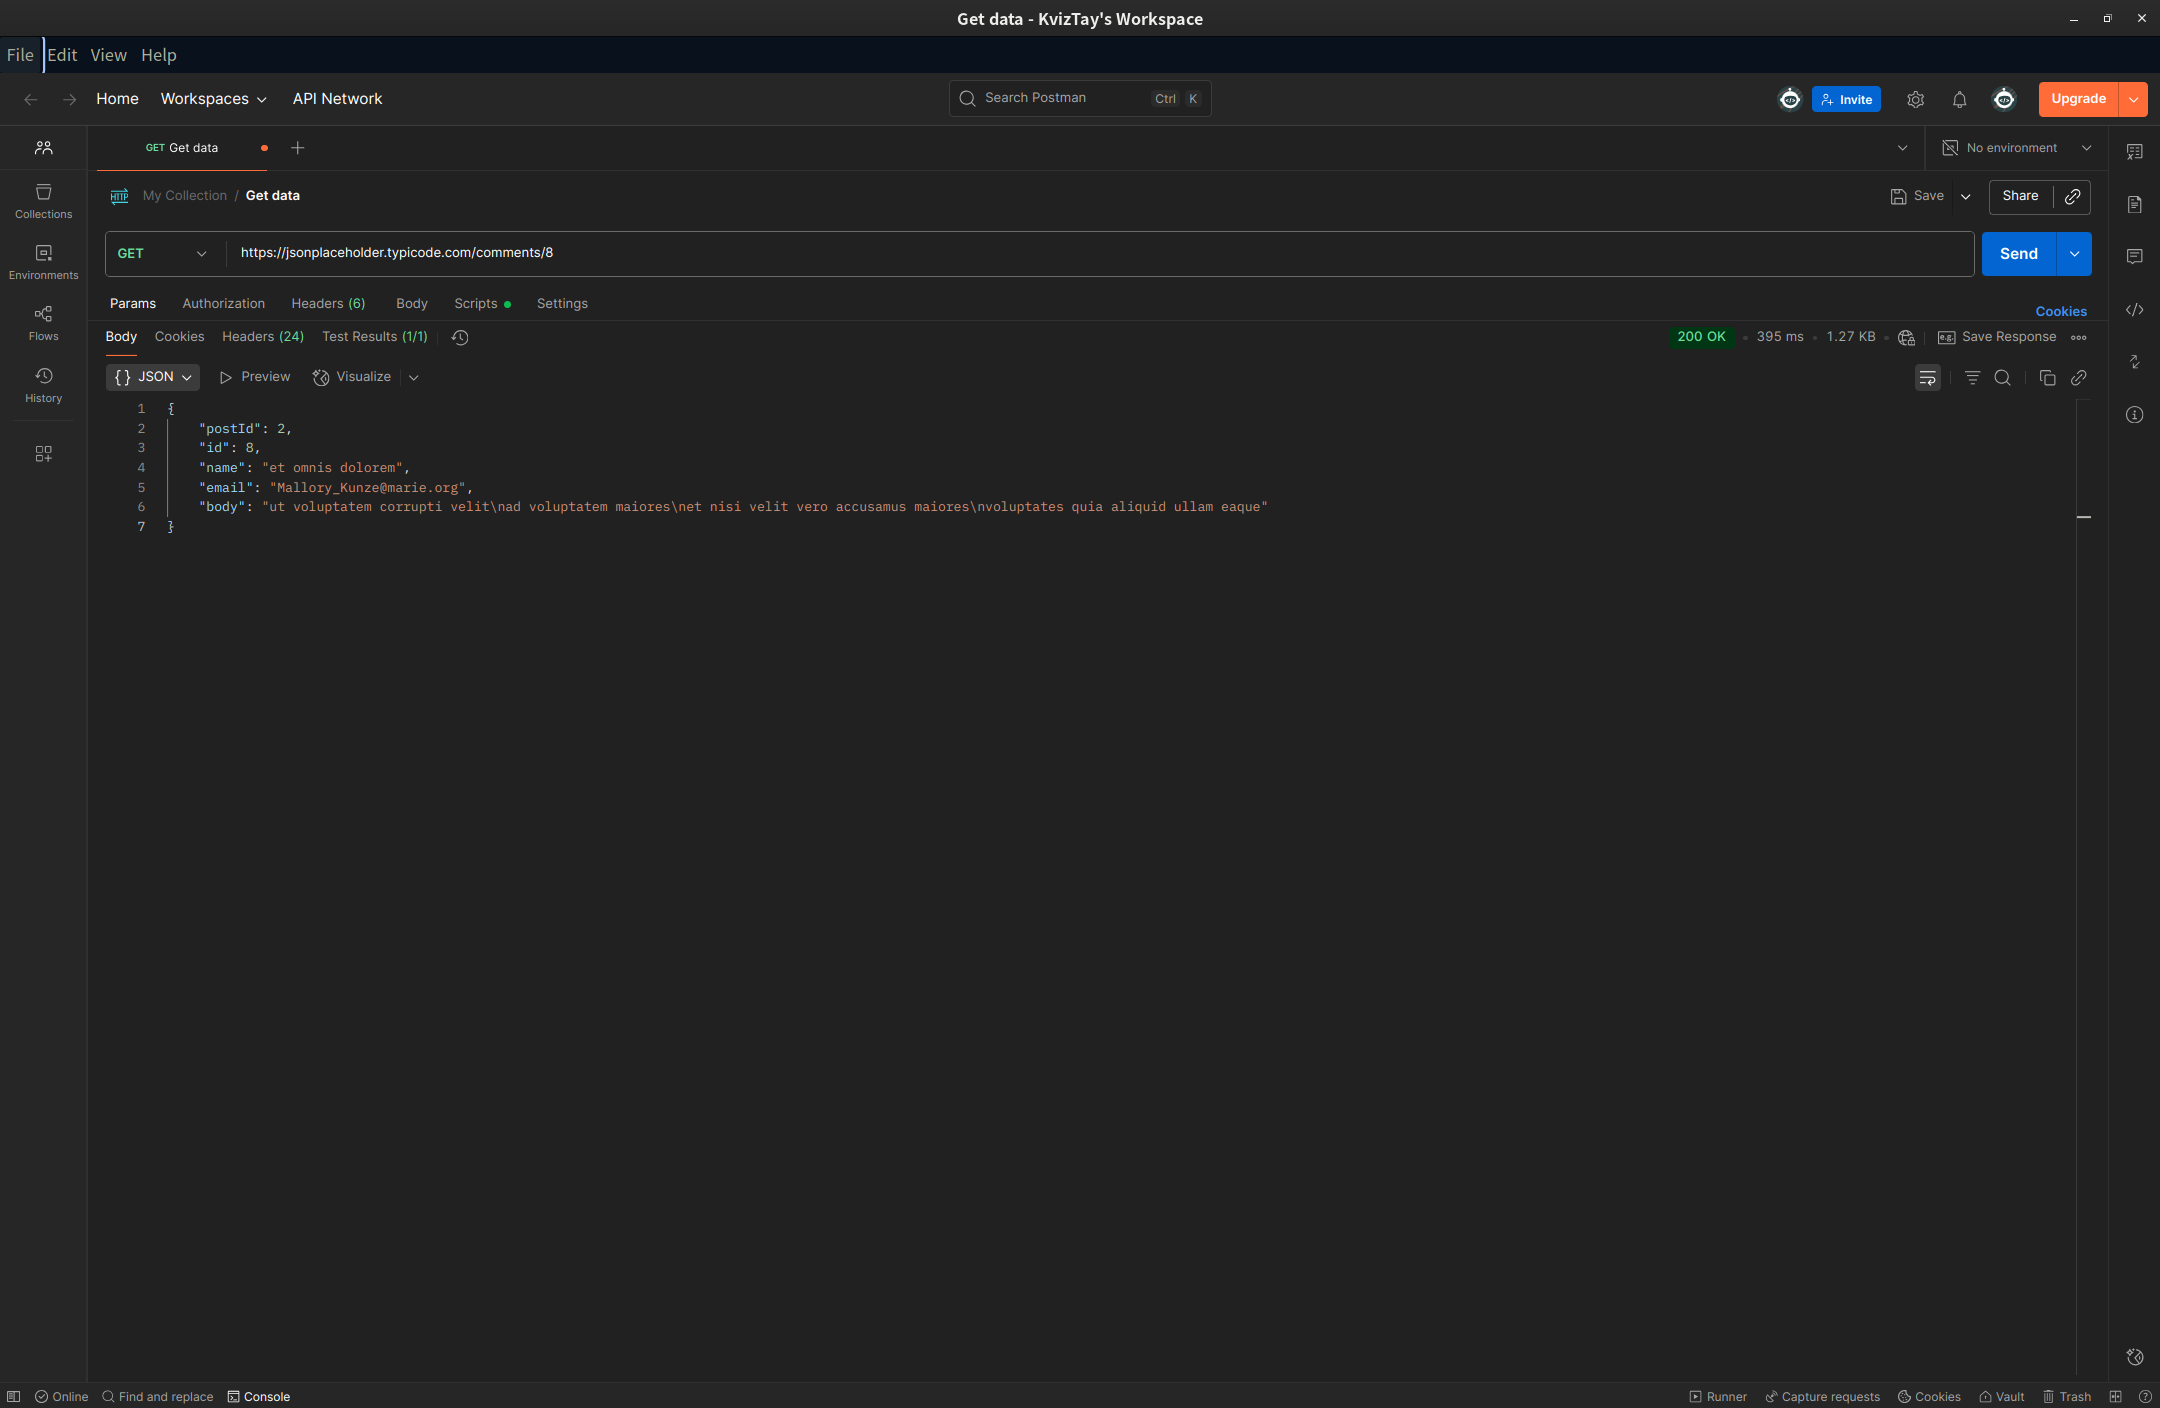 Get data - KvizTay's Workspace
File Edit View Help
Home Workspaces API Network Search Postman Ctrl K Invite Upgrade
GET Get data No environment
HTTP My Collection / Get data Save Share
GET https://jsonplaceholder.typicode.com/comments/8 Send
Params Authorization Headers (6) Body Scripts Settings Cookies
Body Cookies Headers (24) Test Results (1/1) 200 OK 395 ms 1.27 KB e.g. Save Response
{} JSON Preview Visualize
Collections
Environments
Flows
History
1 {
2 "postId": 2,
3 "id": 8,
4 "name": "et omnis dolorem",
5 "email": "Mallory_Kunze@marie.org",
6 "body": "ut voluptatem corrupti velit\nad voluptatem maiores\net nisi velit vero accusamus maiores\nvoluptates quia aliquid ullam eaque"
7 }
Online Find and replace Console Runner Capture requests Cookies Vault Trash